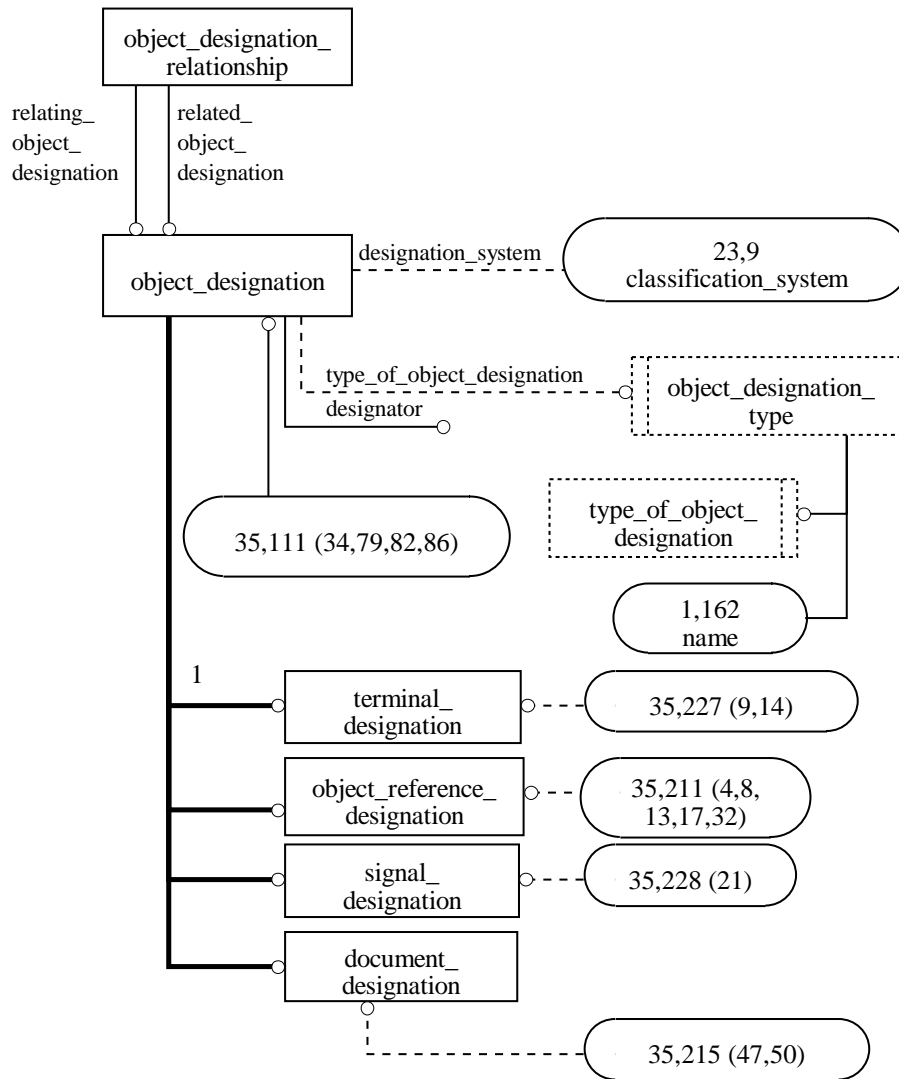 object_designation_
relationship
relating_
object_
designation
related_
object_
designation
object_designation
designation_system
23,9
classification_system
type_of_object_designation
designator
object_designation_
type
type_of_object_
designation
35,111 (34,79,82,86)
1,162
name
1
terminal_
designation
35,227 (9,14)
object_reference_
designation
35,211 (4,8,
13,17,32)
signal_
designation
35,228 (21)
document_
designation
35,215 (47,50)